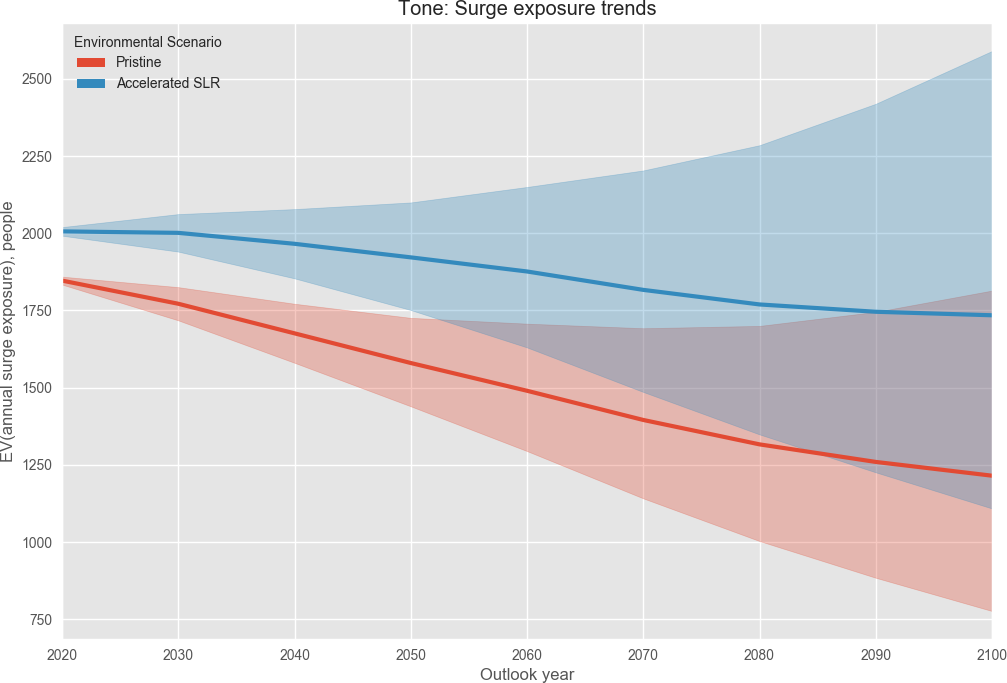 Tone: Surge exposure trends
Environmental Scenario
Pristine
Accelerated SLR
EV(annual surge exposure), people
2500
2250
2000
1750
1500
1250
1000
750
2020 2030 2040 2050 2060 2070 2080 2090 2100
Outlook year